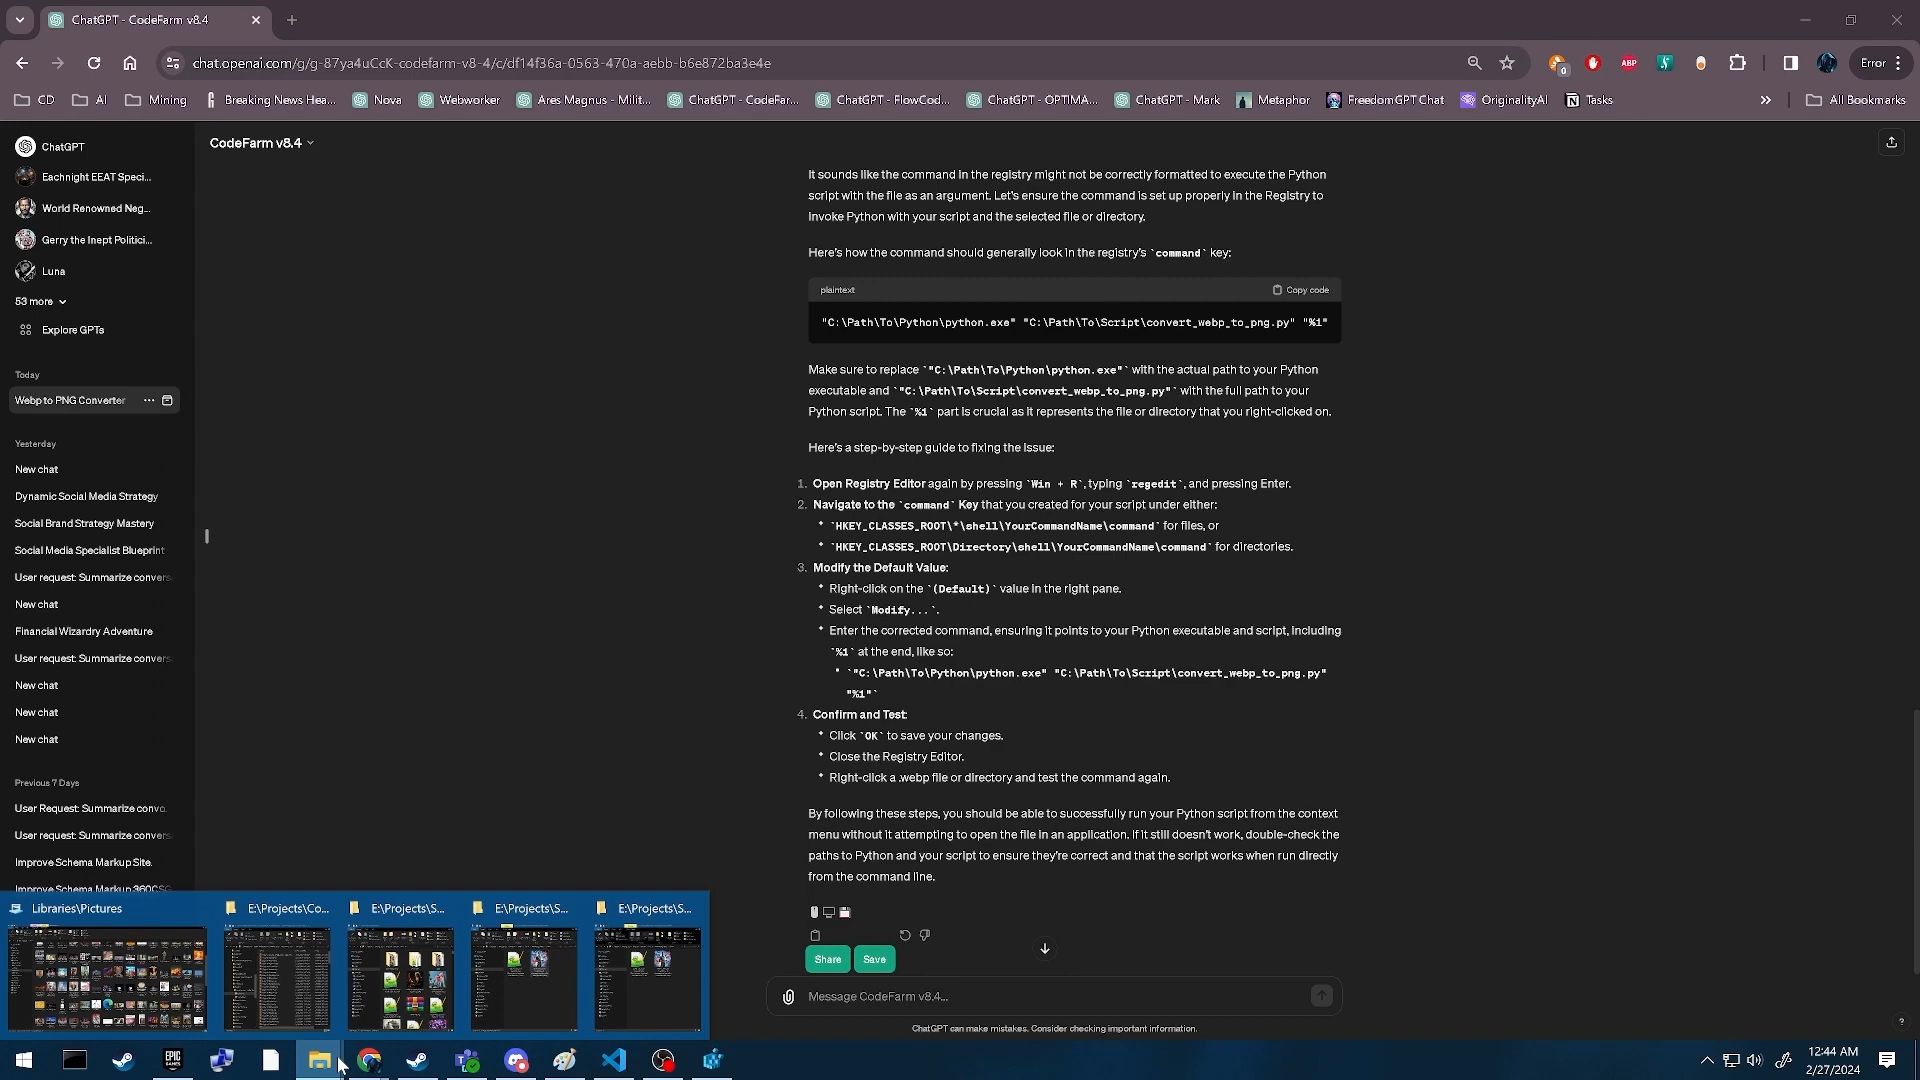 ChatGPT - CodeFarm v8.4
chat.openai.com/g/g-87ya4uCcK-codefarm-v8-4/c/df14f36a-0563-470a-aebb-b6e872ba3e4e
0
ABP
Error
CD
AI
Mining
Breaking News Hea...
Nova
Webworker
Ares Magnus - Milit...
ChatGPT - CodeFar...
ChatGPT - FlowCod...
ChatGPT - OPTIMA...
ChatGPT - Mark
Metaphor
FreedomGPT Chat
OriginalityAI
Tasks
All Bookmarks
ChatGPT
Eachnight EEAT Speci...
World Renowned Neg...
Gerry the Inept Politici...
Luna
53 more
Explore GPTs
Today
Webp to PNG Converter
Yesterday
New chat
Dynamic Social Media Strategy
Social Brand Strategy Mastery
Social Media Specialist Blueprint
User request: Summarize convers
New chat
Financial Wizardry Adventure
User request: Summarize convers
New chat
New chat
New chat
Previous 7 Days
User Request: Summarize convo.
User request: Summarize convers
Improve Schema Markup Site.
Improve Schema Markup 360CSG
CodeFarm v8.4
It sounds like the command in the registry might not be correctly formatted to execute the Python
script with the file as an argument. Let's ensure the command is set up properly in the Registry to
invoke Python with your script and the selected file or directory.
Here's how the command should generally look in the registry's `command` key:
plaintext
Copy code
"C:\Path\To\Python\python.exe" "C:\Path\To\Script\convert_webp_to_png.py" "%1"
Make sure to replace `"C:\Path\To\Python\python.exe"` with the actual path to your Python
executable and `"C:\Path\To\Script\convert_webp_to_png.py"` with the full path to your
Python script. The `%1` part is crucial as it represents the file or directory that you right-clicked on.
Here's a step-by-step guide to fixing the issue:
1. Open Registry Editor again by pressing `Win + R`, typing `regedit`, and pressing Enter.
2. Navigate to the `command` Key that you created for your script under either:
• `HKEY_CLASSES_ROOT\*\shell\YourCommandName\command` for files, or
• `HKEY_CLASSES_ROOT\Directory\shell\YourCommandName\command` for directories.
3. Modify the Default Value:
• Right-click on the `(Default)` value in the right pane.
• Select `Modify...`.
• Enter the corrected command, ensuring it points to your Python executable and script, including
`%1` at the end, like so:
• `"C:\Path\To\Python\python.exe" "C:\Path\To\Script\convert_webp_to_png.py"
"%1"`
4. Confirm and Test:
• Click `OK` to save your changes.
• Close the Registry Editor.
• Right-click a .webp file or directory and test the command again.
By following these steps, you should be able to successfully run your Python script from the context
menu without it attempting to open the file in an application. If it still doesn't work, double-check the
paths to Python and your script to ensure they're correct and that the script works when run directly
from the command line.
Share
Save
Message CodeFarm v8.4...
ChatGPT can make mistakes. Consider checking important information.
?
Libraries\Pictures
E:\Projects\Co...
E:\Projects\S...
E:\Projects\S...
E:\Projects\S...
EPIC
GAMES
12:44 AM
2/27/2024